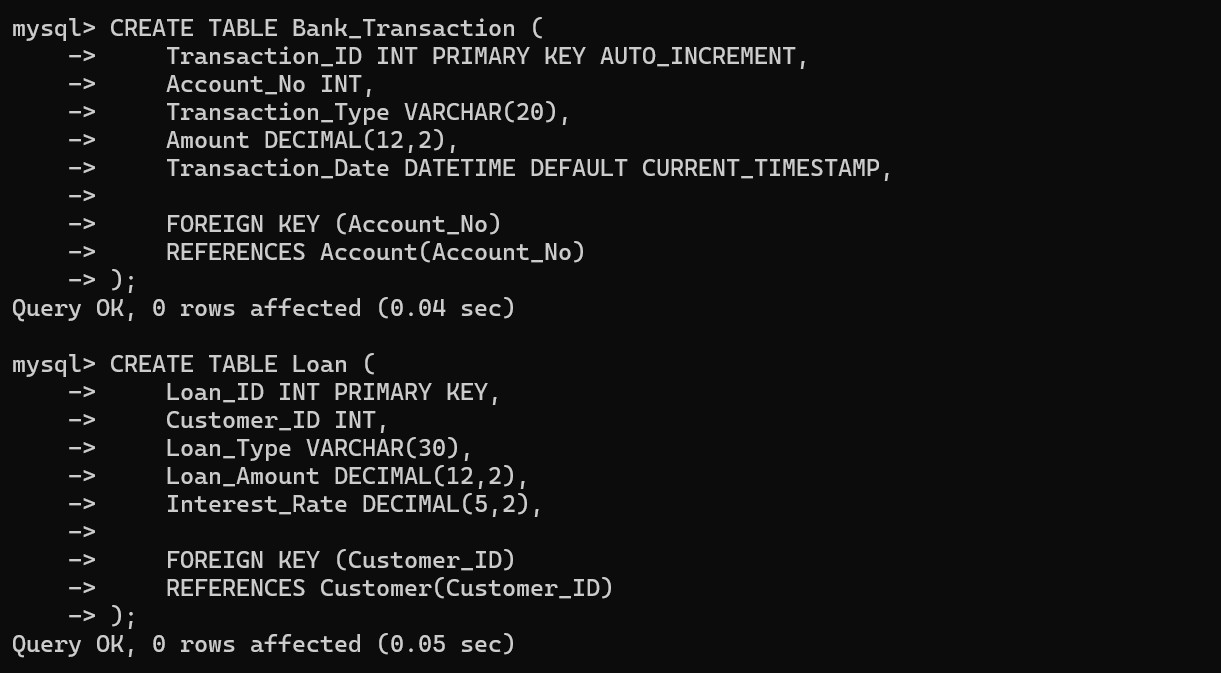 mysql> CREATE TABLE Bank_Transaction (
    ->     Transaction_ID INT PRIMARY KEY AUTO_INCREMENT,
    ->     Account_No INT,
    ->     Transaction_Type VARCHAR(20),
    ->     Amount DECIMAL(12,2),
    ->     Transaction_Date DATETIME DEFAULT CURRENT_TIMESTAMP,
    ->
    ->     FOREIGN KEY (Account_No)
    ->     REFERENCES Account(Account_No)
    -> );
Query OK, 0 rows affected (0.04 sec)

mysql> CREATE TABLE Loan (
    ->     Loan_ID INT PRIMARY KEY,
    ->     Customer_ID INT,
    ->     Loan_Type VARCHAR(30),
    ->     Loan_Amount DECIMAL(12,2),
    ->     Interest_Rate DECIMAL(5,2),
    ->
    ->     FOREIGN KEY (Customer_ID)
    ->     REFERENCES Customer(Customer_ID)
    -> );
Query OK, 0 rows affected (0.05 sec)